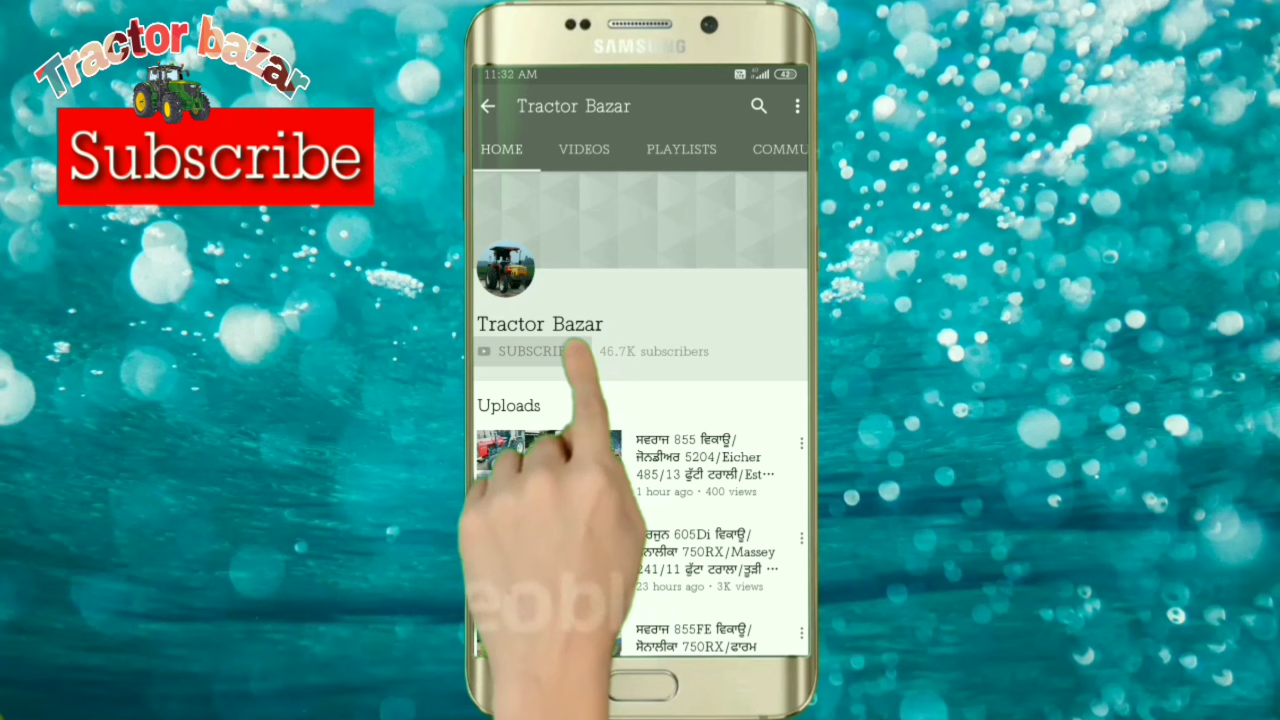 Tractor bazar
Subscribe
SAMSUNG
11:32 AM
42
Tractor Bazar
HOME VIDEOS PLAYLISTS COMMU
Tractor Bazar
46.7K subscribers
Uploads
ਸਵਰਾਜ 855 ਵਿਕਾਊ/
ਜੋਨਡੀਅਰ 5204/Eicher
485/13 ਫੁੱਟੀ ਟਰਾਲੀ/Est...
1 hour ago • 400 views
605Di ਵਿਕਾਊ/
750RX/Massey
241/11 ਫੁੱਟਾ ਟਰਾਲਾ/ਤੂੜੀ ...
23 hours ago • 3K views
ਸਵਰਾਜ 855FE ਵਿਕਾਊ/
ਸੋਨਾਲੀਕਾ 750RX/ਫਾਰਮ